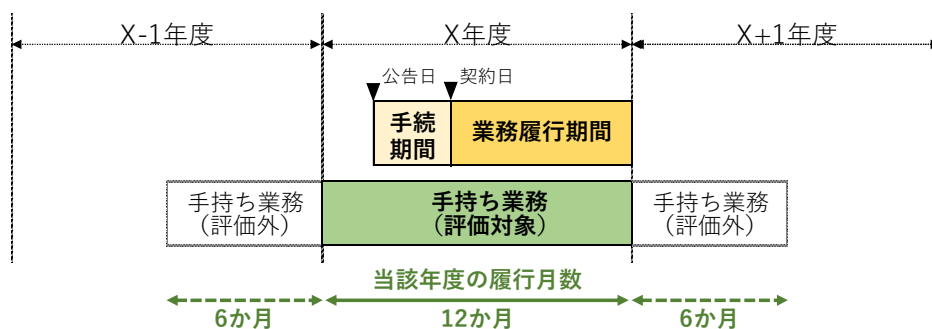 X-1年度
X年度
X+1年度
公告日
契約日
手続
期間
業務履行期間
手持ち業務
（評価外）
手持ち業務
（評価対象）
手持ち業務
（評価外）
当該年度の履行月数
6か月
12か月
6か月